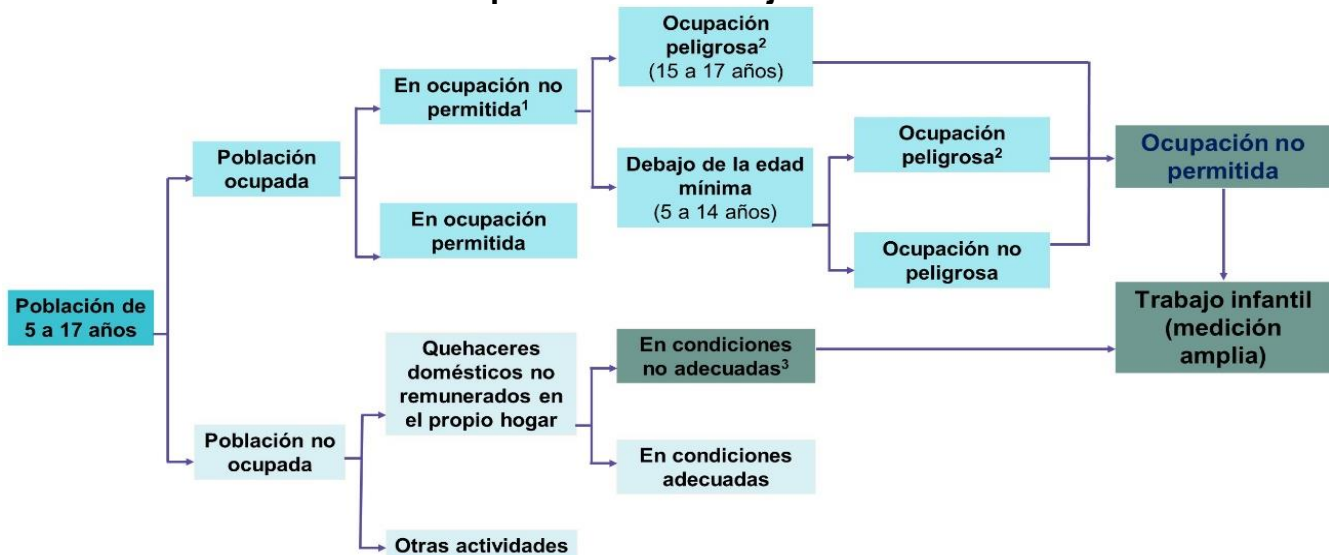 Ocupación
peligrosa²
(15 a 17 años)
En ocupación no
permitida¹
Ocupación
peligrosa²
Ocupación no
permitida
Población
ocupada
Debajo de la edad
mínima
(5 a 14 años)
En ocupación
permitida
Ocupación no
peligrosa
Población de
5 a 17 años
Trabajo infantil
(medición
amplia)
Quehaceres
domésticos no
remunerados en
el propio hogar
En condiciones
no adecuadas³
Población no
ocupada
En condiciones
adecuadas
Otras actividades